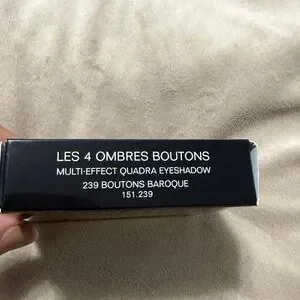 LES 4 OMBRES BOUTONS
MULTI-EFFECT QUADRA EYESHADOW
239 BOUTONS BAROQUE
151.239